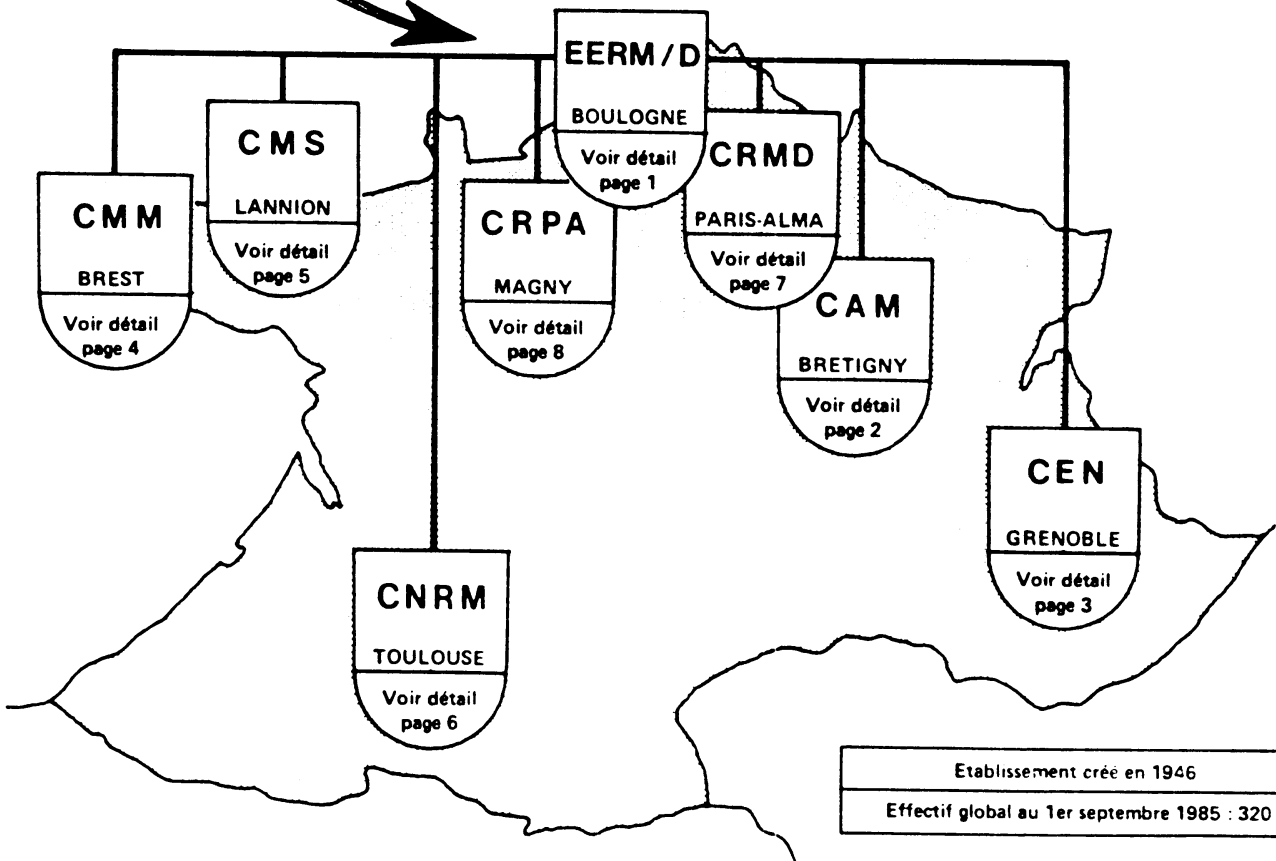 EERM/D
BOULOGNE
Voir détail
page 1
CMS
LANNION
Voir détail
page 5
CRMD
PARIS-ALMA
Voir détail
page 7
CMM
BREST
Voir détail
page 4
CRPA
MAGNY
Voir détail
page 8
CAM
BRETIGNY
Voir détail
page 2
CEN
GRENOBLE
Voir détail
page 3
CNRM
TOULOUSE
Voir détail
page 6
Etablissement créé en 1946
Effectif global au 1er septembre 1985 : 320